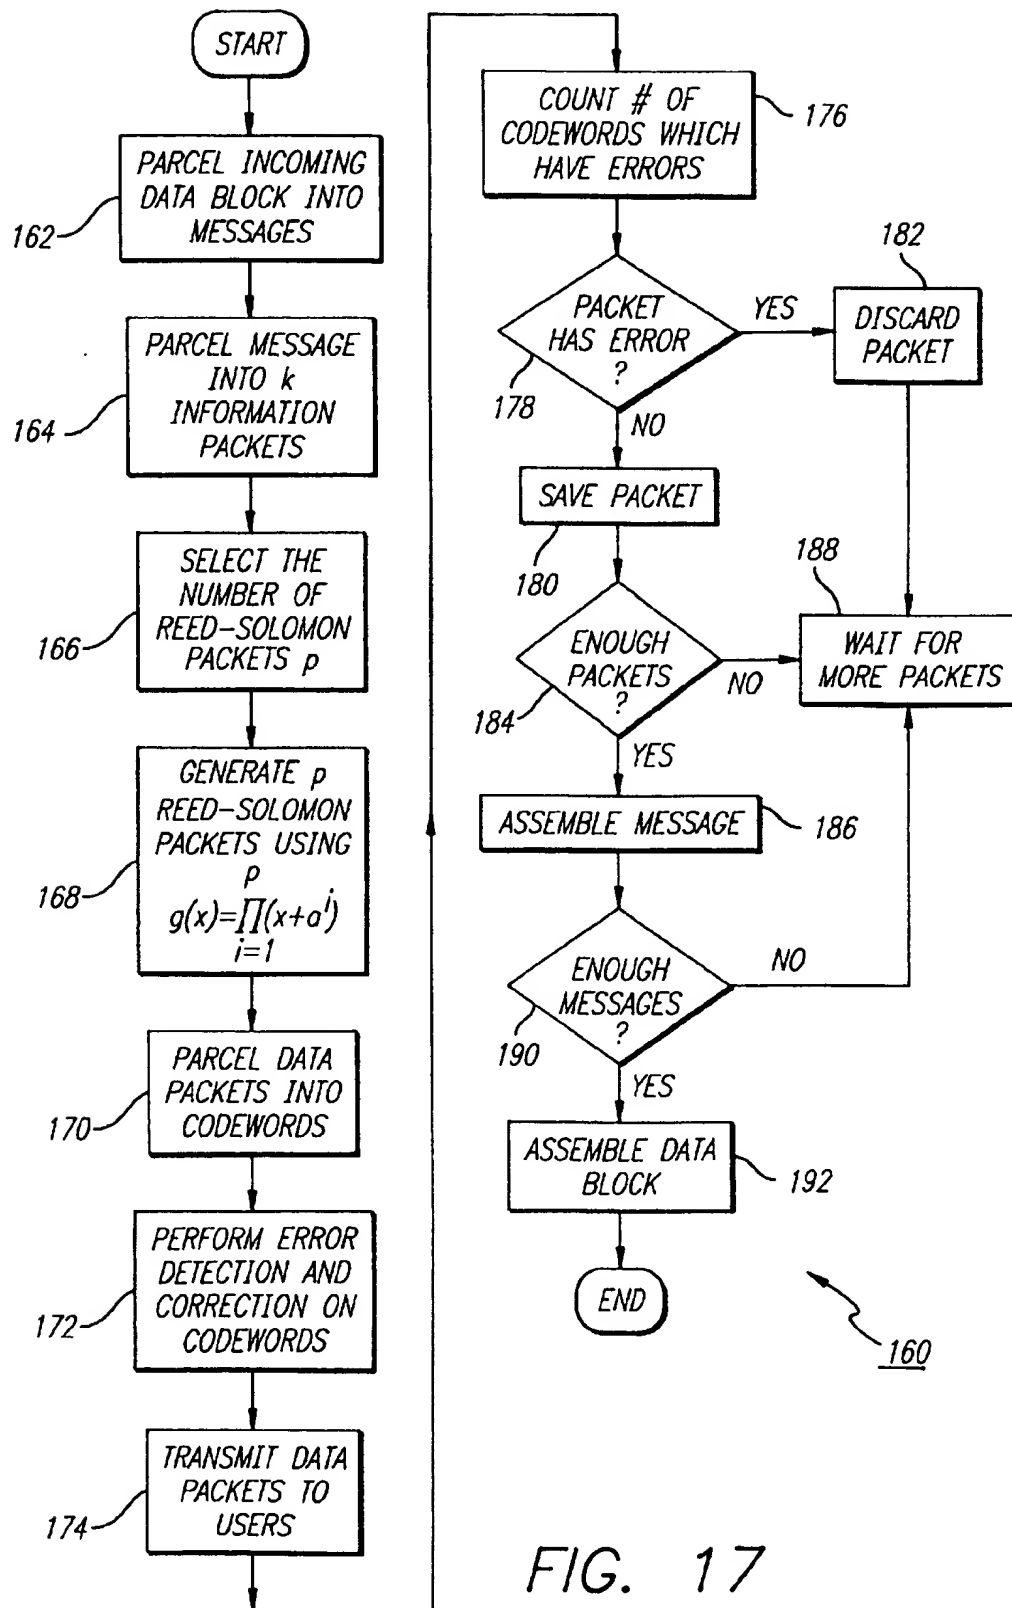 START
PARCEL INCOMING
DATA BLOCK INTO
MESSAGES
162
PARCEL MESSAGE
INTO k
INFORMATION
PACKETS
164
SELECT THE
NUMBER OF
REED-SOLOMON
PACKETS p
166
GENERATE p
REED-SOLOMON
PACKETS USING
p
g(x)=∏(x+a^i)
i=1
168
PARCEL DATA
PACKETS INTO
CODEWORDS
170
PERFORM ERROR
DETECTION AND
CORRECTION ON
CODEWORDS
172
TRANSMIT DATA
PACKETS TO
USERS
174
COUNT # OF
CODEWORDS WHICH
HAVE ERRORS
176
PACKET
HAS ERROR
?
178
YES
182
DISCARD
PACKET
NO
SAVE PACKET
180
188
WAIT FOR
MORE PACKETS
ENOUGH
PACKETS
?
184
NO
YES
ASSEMBLE MESSAGE
186
ENOUGH
MESSAGES
?
190
NO
YES
ASSEMBLE DATA
BLOCK
192
END
160
FIG. 17